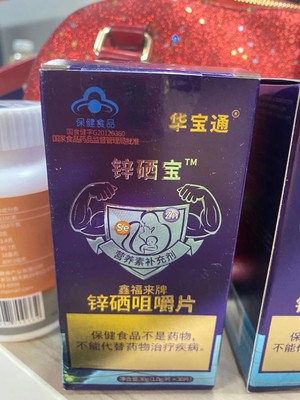 保健食品
国家食品药品监督管理局批准
华宝通®
锌硒宝™
Se
Zn
营养素补充剂
鑫福来牌
锌硒咀嚼片
保健食品不是药物,
不能代替药物治疗疾病。